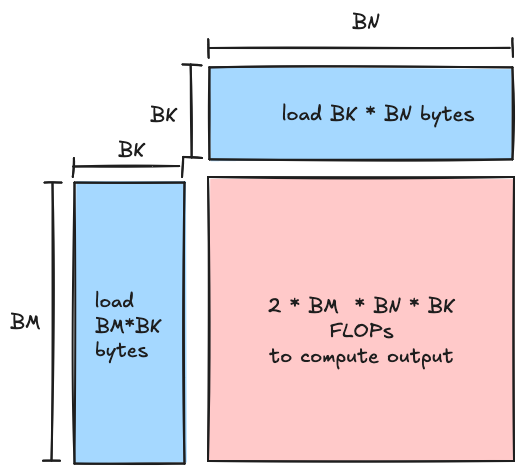 BN
BK
load BK * BN bytes
BK
BM
load
BM*BK
bytes
2 * BM * BN * BK
FLOPs
to compute output